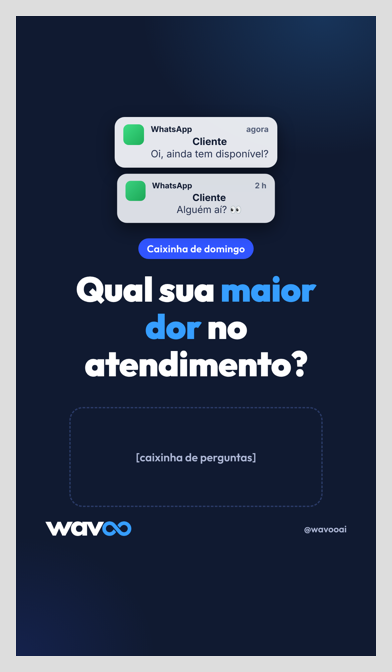 WhatsApp agora
Cliente
Oi, ainda tem disponível?
WhatsApp 2 h
Cliente
Alguém aí? 👀
Caixinha de domingo
Qual sua maior
dor no
atendimento?
[caixinha de perguntas]
wavoo
@wavooai